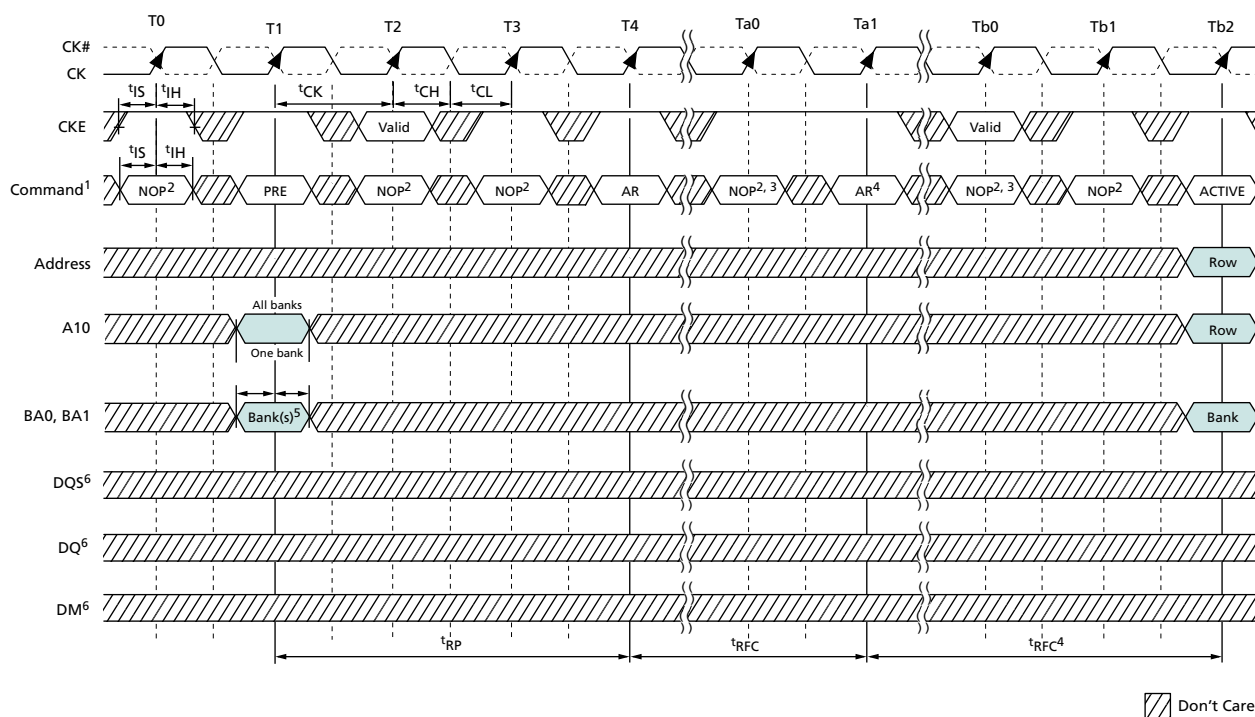 T0 T1 T2 T3 T4 Ta0 Ta1 Tb0 Tb1 Tb2
CK#
CK
tIS tIH tCK tCH tCL
CKE Valid Valid
tIS tIH
Command1 NOP2 PRE NOP2 NOP2 AR NOP2, 3 AR4 NOP2, 3 NOP2 ACTIVE
Address Row
All banks
A10 Row
One bank
BA0, BA1 Bank(s)5 Bank
DQS6
DQ6
DM6
tRP tRFC tRFC4
Don't Care